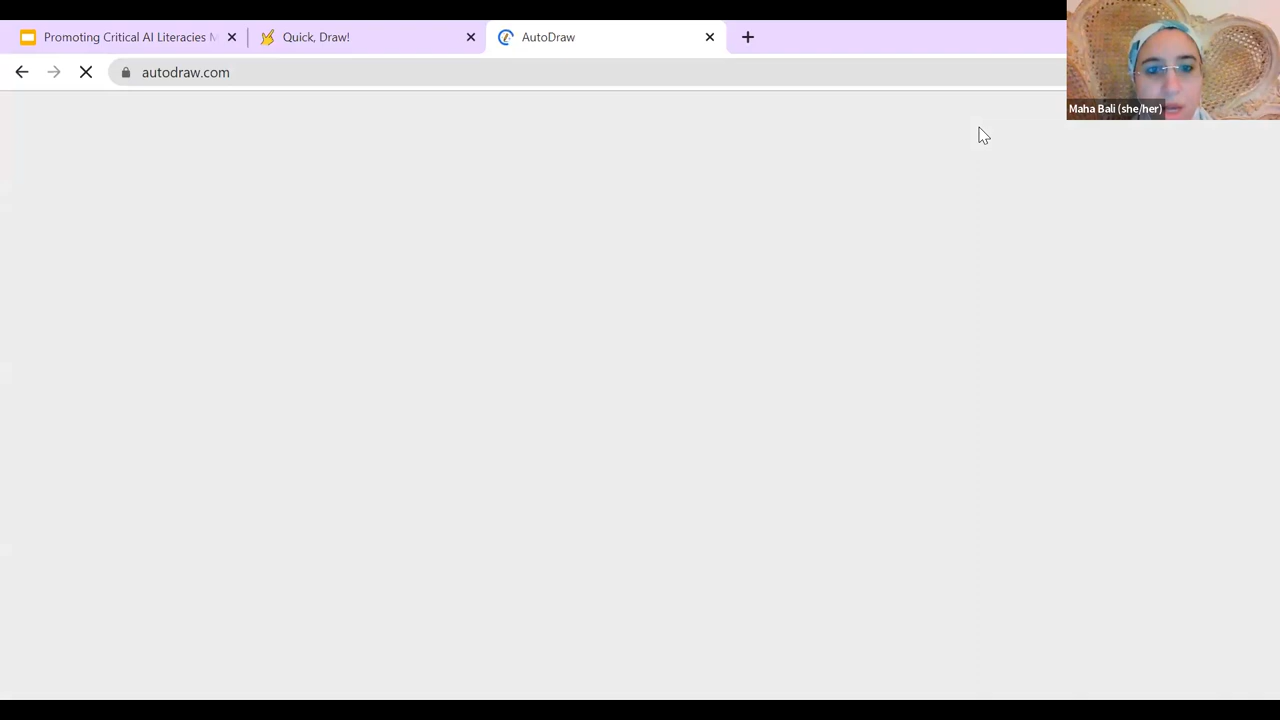 Promoting Critical AI Literacies M
Quick, Draw!
AutoDraw
autodraw.com
Maha Bali (she/her)